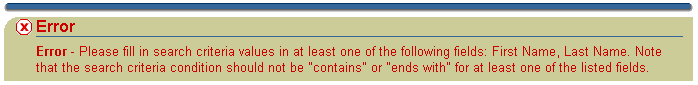 Error
Error - Please fill in search criteria values in at least one of the following fields: First Name, Last Name. Note
that the search criteria condition should not be "contains" or "ends with" for at least one of the listed fields.